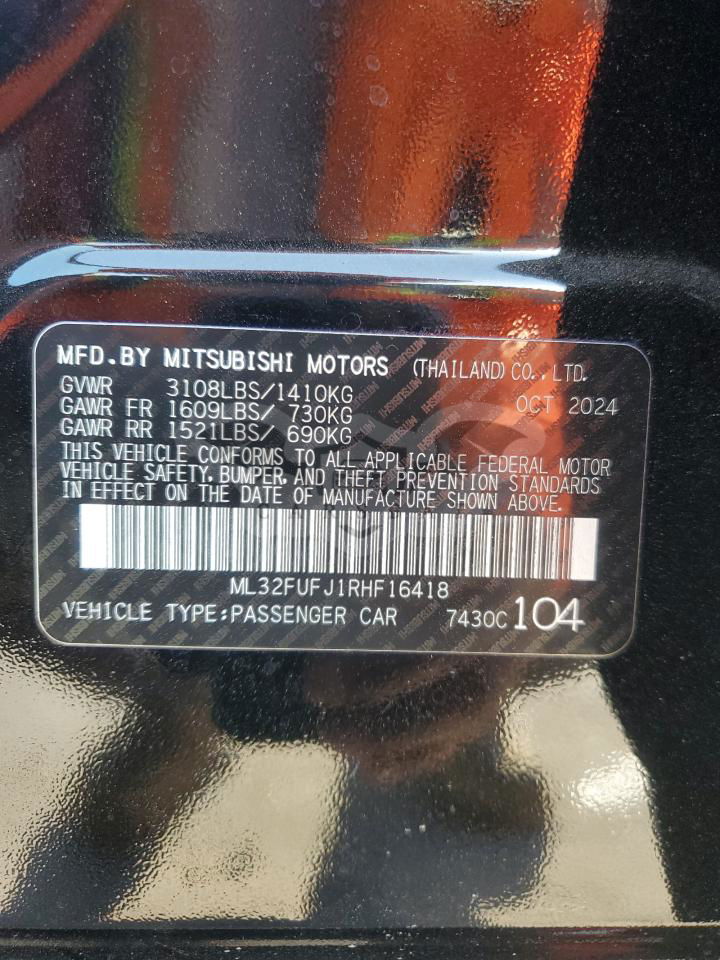 MFD.BY MITSUBISHI MOTORS (THAILAND)CO.,LTD.
GVWR 3108LBS/1410KG OCT 2024
GAWR FR 1609LBS/ 730KG
GAWR RR 1521LBS/ 690KG
THIS VEHICLE CONFORMS TO ALL APPLICABLE FEDERAL MOTOR
VEHICLE SAFETY, BUMPER, AND THEFT PREVENTION STANDARDS
IN EFFECT ON THE DATE OF MANUFACTURE SHOWN ABOVE.
ML32FUFJ1RHF16418
VEHICLE TYPE:PASSENGER CAR 7430C 104